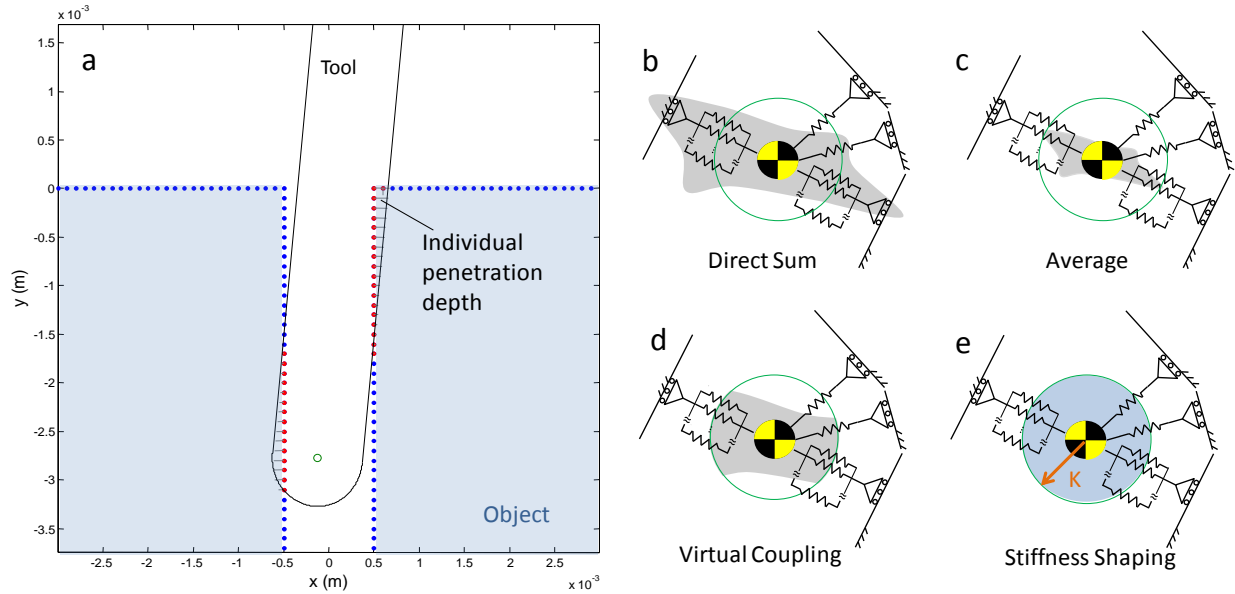 x 10⁻³
1.5
1
0.5
0
-0.5
-1
-1.5
-2
-2.5
-3
-3.5
y (m)
a
Tool
Individual
penetration
depth
Object
-2.5
-2
-1.5
-1
-0.5
0
0.5
1
1.5
2
2.5
x (m)
x 10⁻³
b
Direct Sum
c
Average
d
Virtual Coupling
e
K
Stiffness Shaping